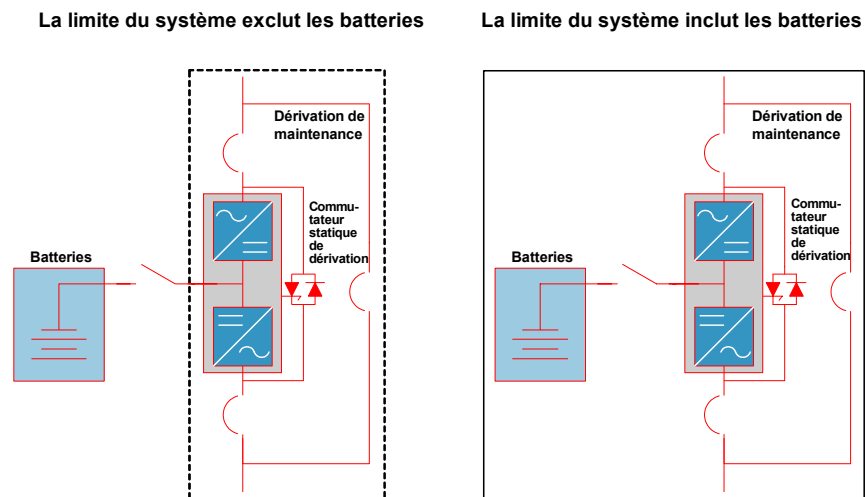 La limite du système exclut les batteries
La limite du système inclut les batteries
Dérivation de
maintenance
Commu-
tateur
statique
de
dérivation
Batteries
Dérivation de
maintenance
Commu-
tateur
statique
de
dérivation
Batteries